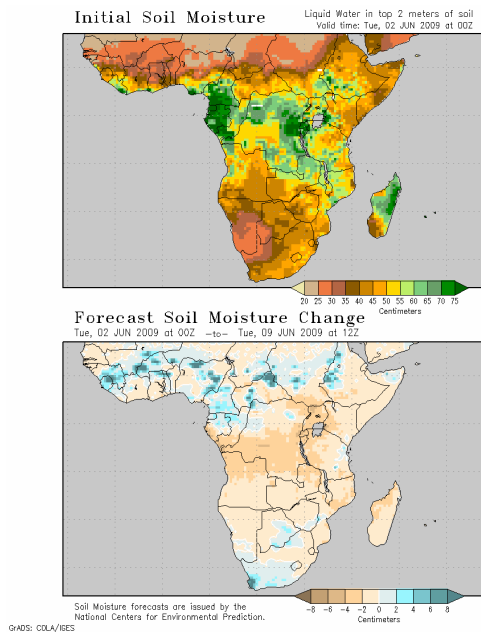 Initial Soil Moisture
Liquid Water in top 2 meters of soil
Valid time: Tue, 02 JUN 2009 at 00Z
20 25 30 35 40 45 50 55 60 65 70 75
Centimeters
Forecast Soil Moisture Change
Tue, 02 JUN 2009 at 00Z -to- Tue, 09 JUN 2009 at 12Z
Soil Moisture forecasts are issued by the
National Centers for Environmental Prediction.
-8 -6 -4 -2 0 2 4 6 8
Centimeters
GrADS: COLA/IGES